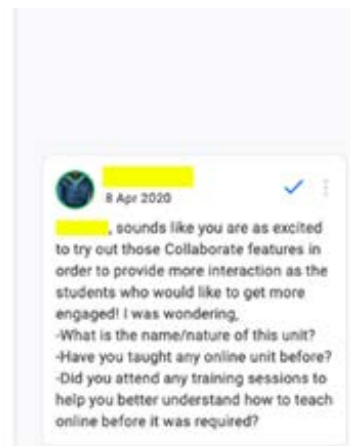 8 Apr 2020
, sounds like you are as excited
to try out those Collaborate features in
order to provide more interaction as the
students who would like to get more
engaged! I was wondering,
-What is the name/nature of this unit?
-Have you taught any online unit before?
-Did you attend any training sessions to
help you better understand how to teach
online before it was required?